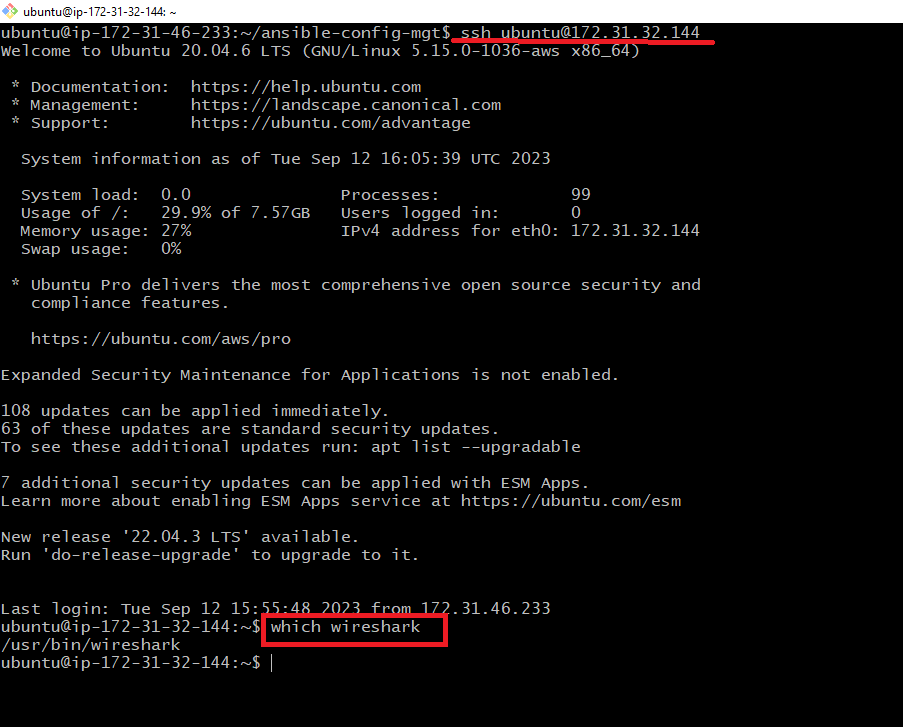 ubuntu@ip-172-31-32-144: ~
ubuntu@ip-172-31-46-233:~/ansible-config-mgt$ ssh ubuntu@172.31.32.144
Welcome to Ubuntu 20.04.6 LTS (GNU/Linux 5.15.0-1036-aws x86_64)
* Documentation:  https://help.ubuntu.com
* Management:     https://landscape.canonical.com
* Support:        https://ubuntu.com/advantage
System information as of Tue Sep 12 16:05:39 UTC 2023
System load:  0.0               Processes:             99
Usage of /:   29.9% of 7.57GB   Users logged in:       0
Memory usage: 27%               IPv4 address for eth0: 172.31.32.144
Swap usage:   0%
* Ubuntu Pro delivers the most comprehensive open source security and
compliance features.
https://ubuntu.com/aws/pro
Expanded Security Maintenance for Applications is not enabled.
108 updates can be applied immediately.
63 of these updates are standard security updates.
To see these additional updates run: apt list --upgradable
7 additional security updates can be applied with ESM Apps.
Learn more about enabling ESM Apps service at https://ubuntu.com/esm
New release '22.04.3 LTS' available.
Run 'do-release-upgrade' to upgrade to it.
Last login: Tue Sep 12 15:55:48 2023 from 172.31.46.233
ubuntu@ip-172-31-32-144:~$ which wireshark
/usr/bin/wireshark
ubuntu@ip-172-31-32-144:~$